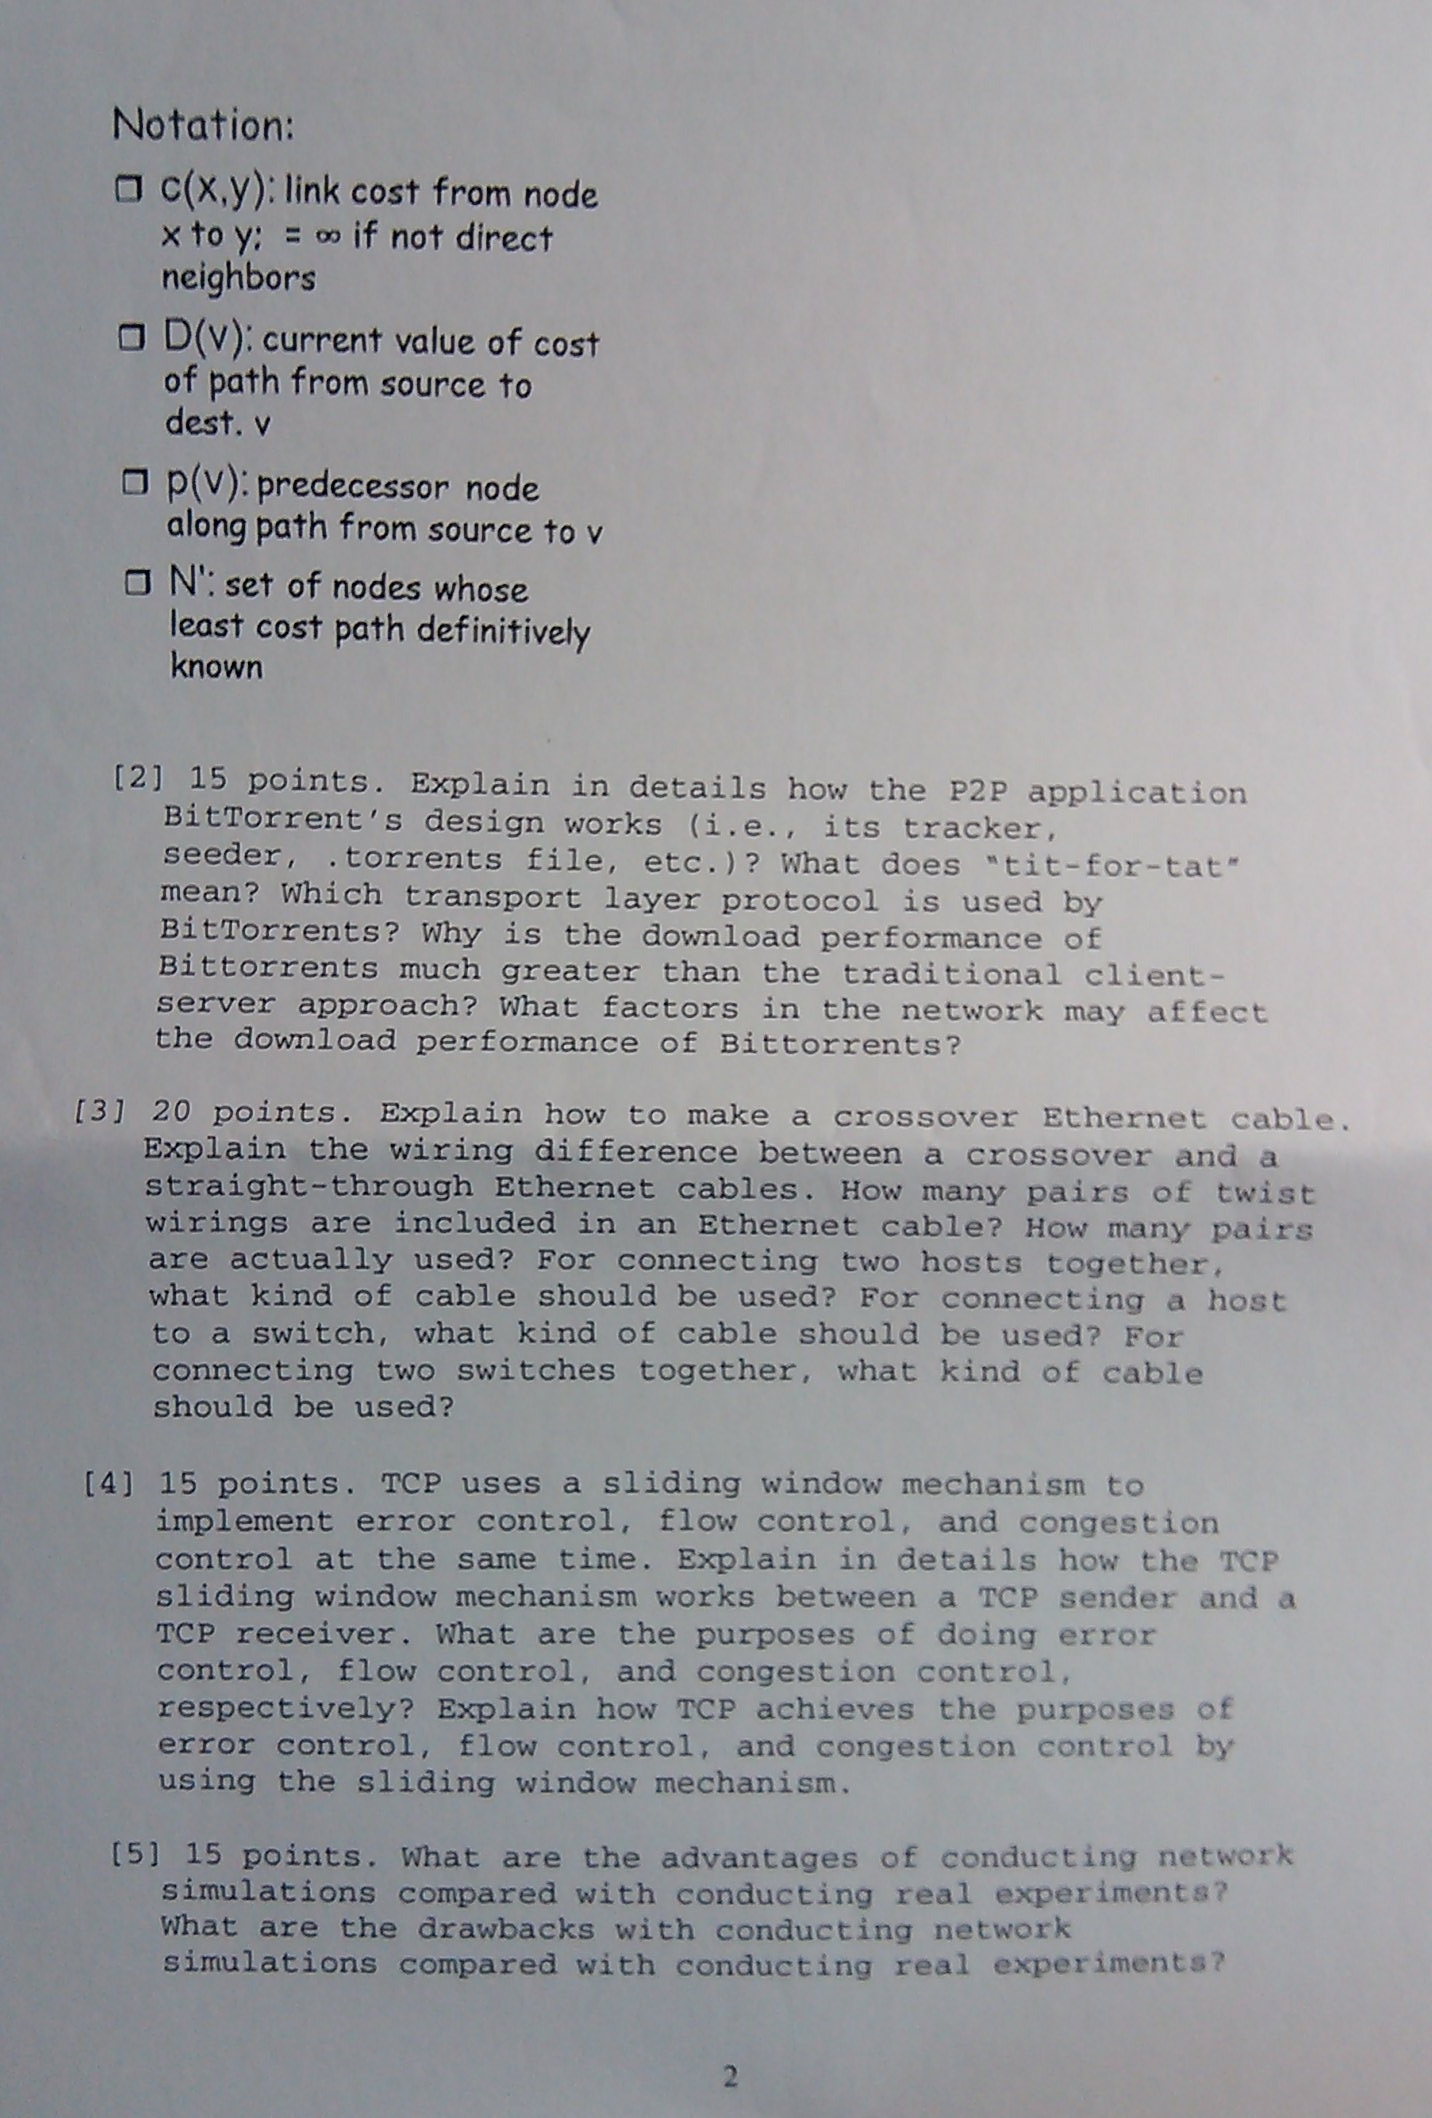 Notation:
❒ c(x,y): link cost from node
x to y; = ∞ if not direct
neighbors
❒ D(v): current value of cost
of path from source to
dest. v
❒ p(v): predecessor node
along path from source to v
❒ N': set of nodes whose
least cost path definitively
known
[2] 15 points. Explain in details how the P2P application
BitTorrent's design works (i.e., its tracker,
seeder, .torrents file, etc.)? What does "tit-for-tat"
mean? Which transport layer protocol is used by
BitTorrents? Why is the download performance of
Bittorrents much greater than the traditional client-
server approach? What factors in the network may affect
the download performance of Bittorrents?
[3] 20 points. Explain how to make a crossover Ethernet cable.
Explain the wiring difference between a crossover and a
straight-through Ethernet cables. How many pairs of twist
wirings are included in an Ethernet cable? How many pairs
are actually used? For connecting two hosts together,
what kind of cable should be used? For connecting a host
to a switch, what kind of cable should be used? For
connecting two switches together, what kind of cable
should be used?
[4] 15 points. TCP uses a sliding window mechanism to
implement error control, flow control, and congestion
control at the same time. Explain in details how the TCP
sliding window mechanism works between a TCP sender and a
TCP receiver. What are the purposes of doing error
control, flow control, and congestion control,
respectively? Explain how TCP achieves the purposes of
error control, flow control, and congestion control by
using the sliding window mechanism.
[5] 15 points. What are the advantages of conducting network
simulations compared with conducting real experiments?
What are the drawbacks with conducting network
simulations compared with conducting real experiments?
2